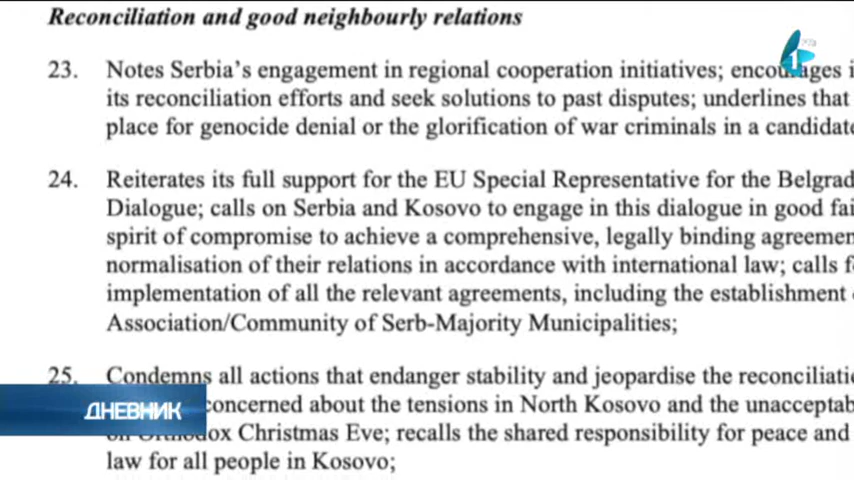 Reconciliation and good neighbourly relations
23. Notes Serbia's engagement in regional cooperation initiatives; encourages
its reconciliation efforts and seek solutions to past disputes; underlines that
place for genocide denial or the glorification of war criminals in a candidate
24. Reiterates its full support for the EU Special Representative for the Belgrad
Dialogue; calls on Serbia and Kosovo to engage in this dialogue in good fai
spirit of compromise to achieve a comprehensive, legally binding agreemen
normalisation of their relations in accordance with international law; calls f
implementation of all the relevant agreements, including the establishment
Association/Community of Serb-Majority Municipalities;
25. Condemns all actions that endanger stability and jeopardise the reconciliati
concerned about the tensions in North Kosovo and the unacceptab
on Orthodox Christmas Eve; recalls the shared responsibility for peace and
law for all people in Kosovo;
ДНЕВНИК
1